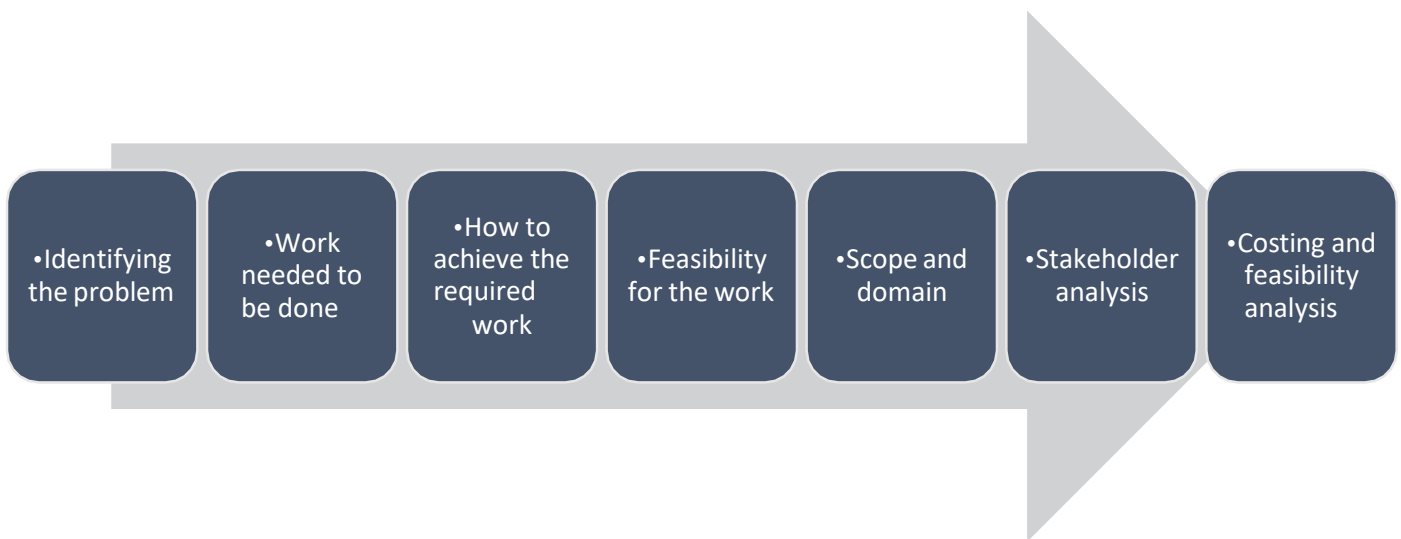 •Identifying
the problem
•Work
needed to
be done
•How to
achieve the
required
work
•Feasibility
for the work
•Scope and
domain
•Stakeholder
analysis
•Costing and
feasibility
analysis